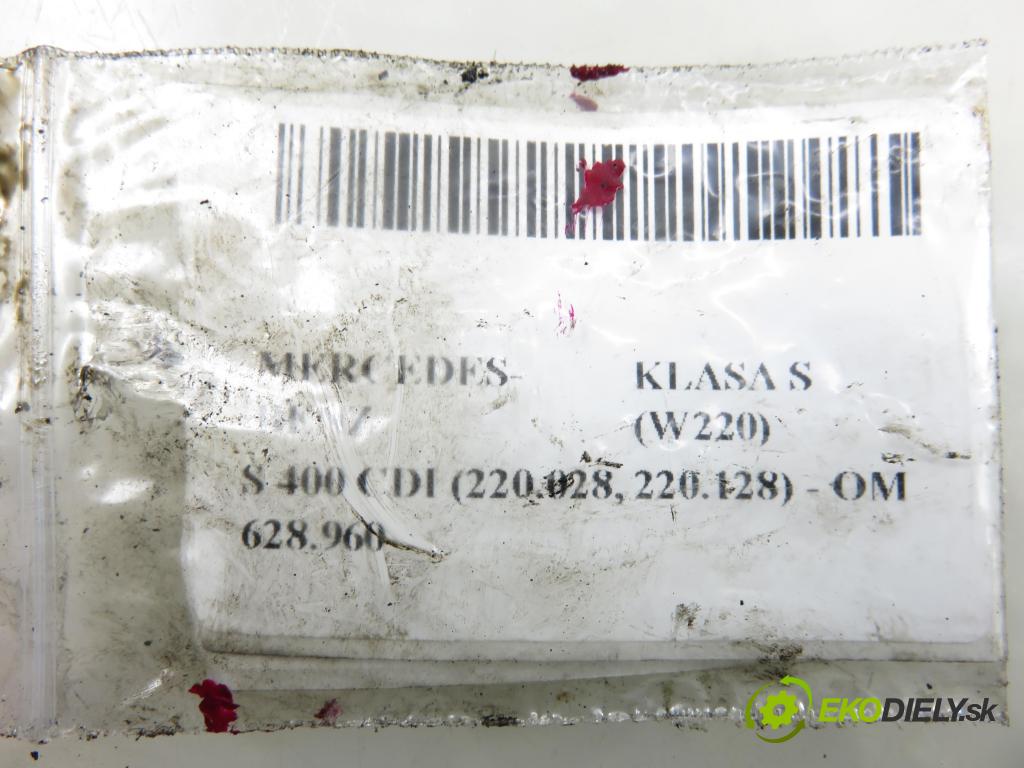 MERCEDES- KLASA S
(W220)
S 400 CDI (220.028, 220.128) - OM
628.960
EKODIELY.sk